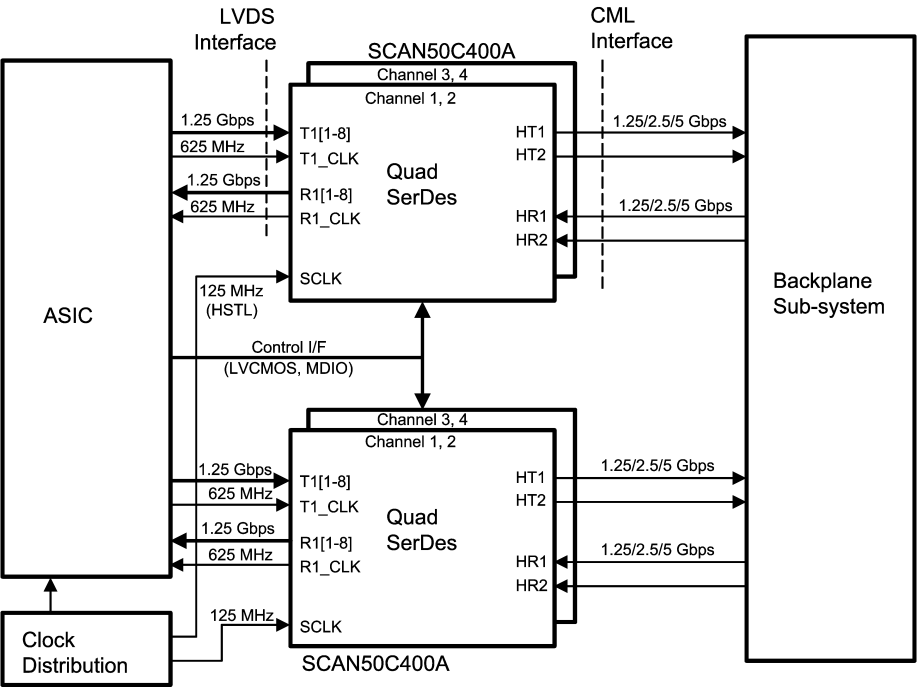 LVDS
Interface
CML
Interface
SCAN50C400A
Channel 3, 4
Channel 1, 2
1.25 Gbps
T1[1-8]
HT1
1.25/2.5/5 Gbps
625 MHz
T1_CLK
HT2
Quad
SerDes
1.25 Gbps
R1[1-8]
625 MHz
R1_CLK
HR1
1.25/2.5/5 Gbps
HR2
SCLK
125 MHz
(HSTL)
ASIC
Backplane
Sub-system
Control I/F
(LVCMOS, MDIO)
Channel 3, 4
Channel 1, 2
1.25 Gbps
T1[1-8]
HT1
1.25/2.5/5 Gbps
625 MHz
T1_CLK
HT2
Quad
SerDes
1.25 Gbps
R1[1-8]
625 MHz
R1_CLK
HR1
1.25/2.5/5 Gbps
HR2
125 MHz
SCLK
Clock
Distribution
SCAN50C400A